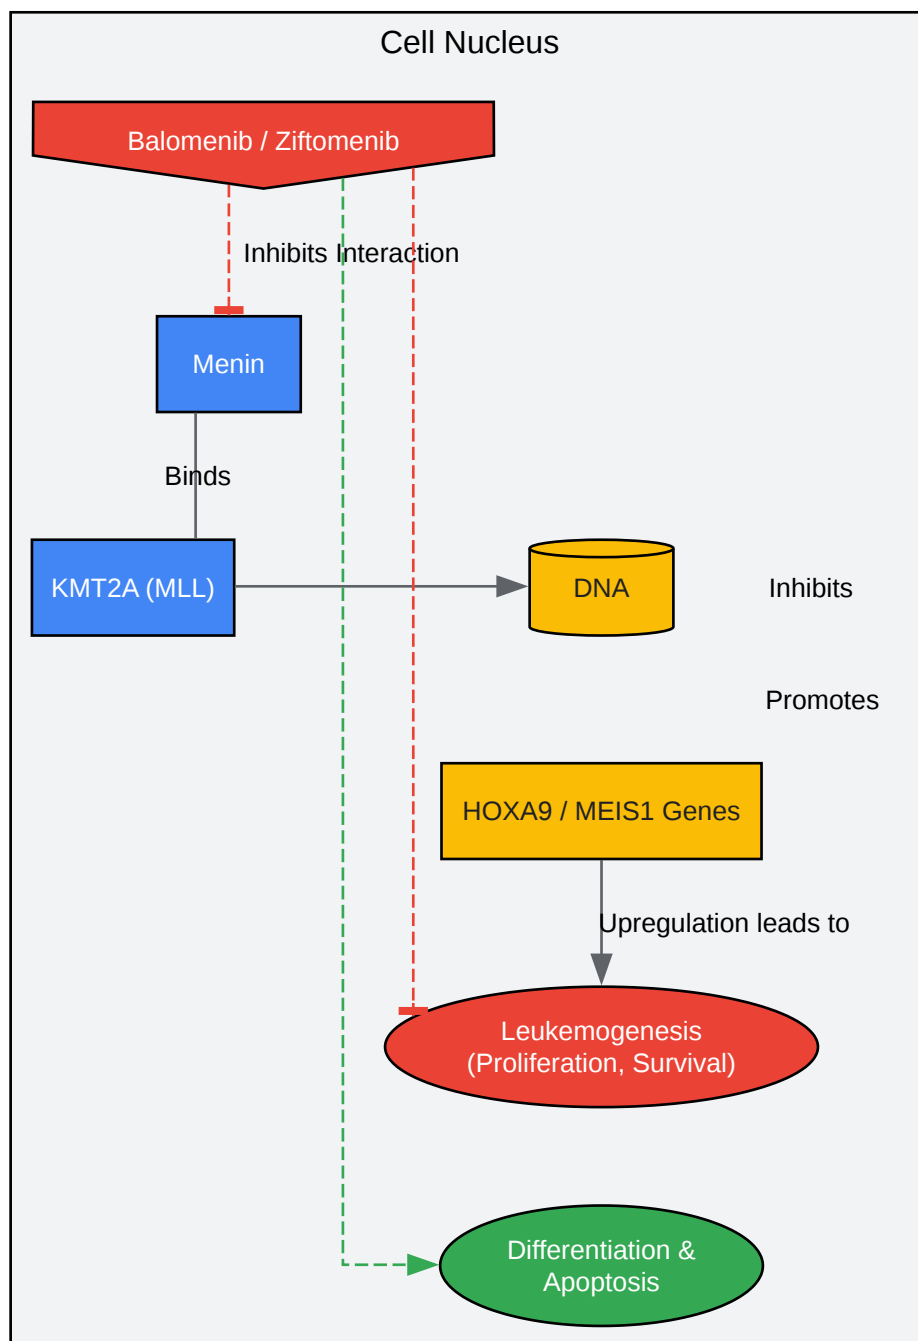 Cell Nucleus
Balomenib / Ziftomenib
Inhibits Interaction
Menin
Binds
KMT2A (MLL)
DNA
Inhibits
Promotes
HOXA9 / MEIS1 Genes
Upregulation leads to
Leukemogenesis
(Proliferation, Survival)
Differentiation &
Apoptosis